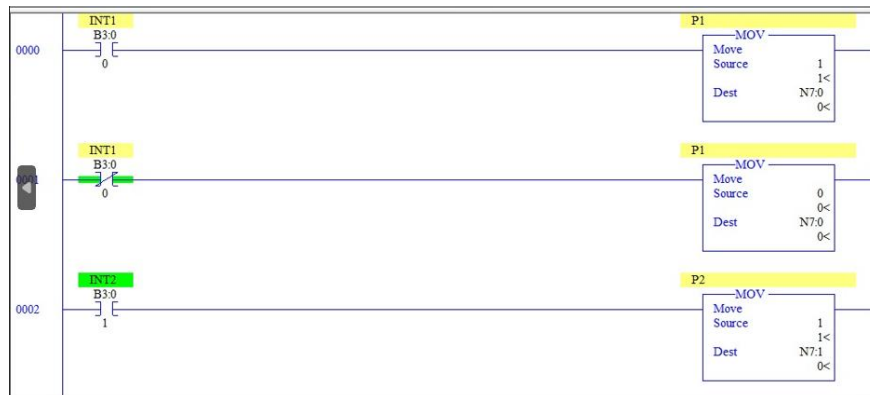 INT1 P1
B3:0 MOV
0000 Move
0 Source 1
1<
Dest N7:0
0<
INT1 P1
B3:0 MOV
Move
0 Source 0
0<
Dest N7:0
0<
INT2 P2
B3:0 MOV
0002 Move
1 Source 1
1<
Dest N7:1
0<